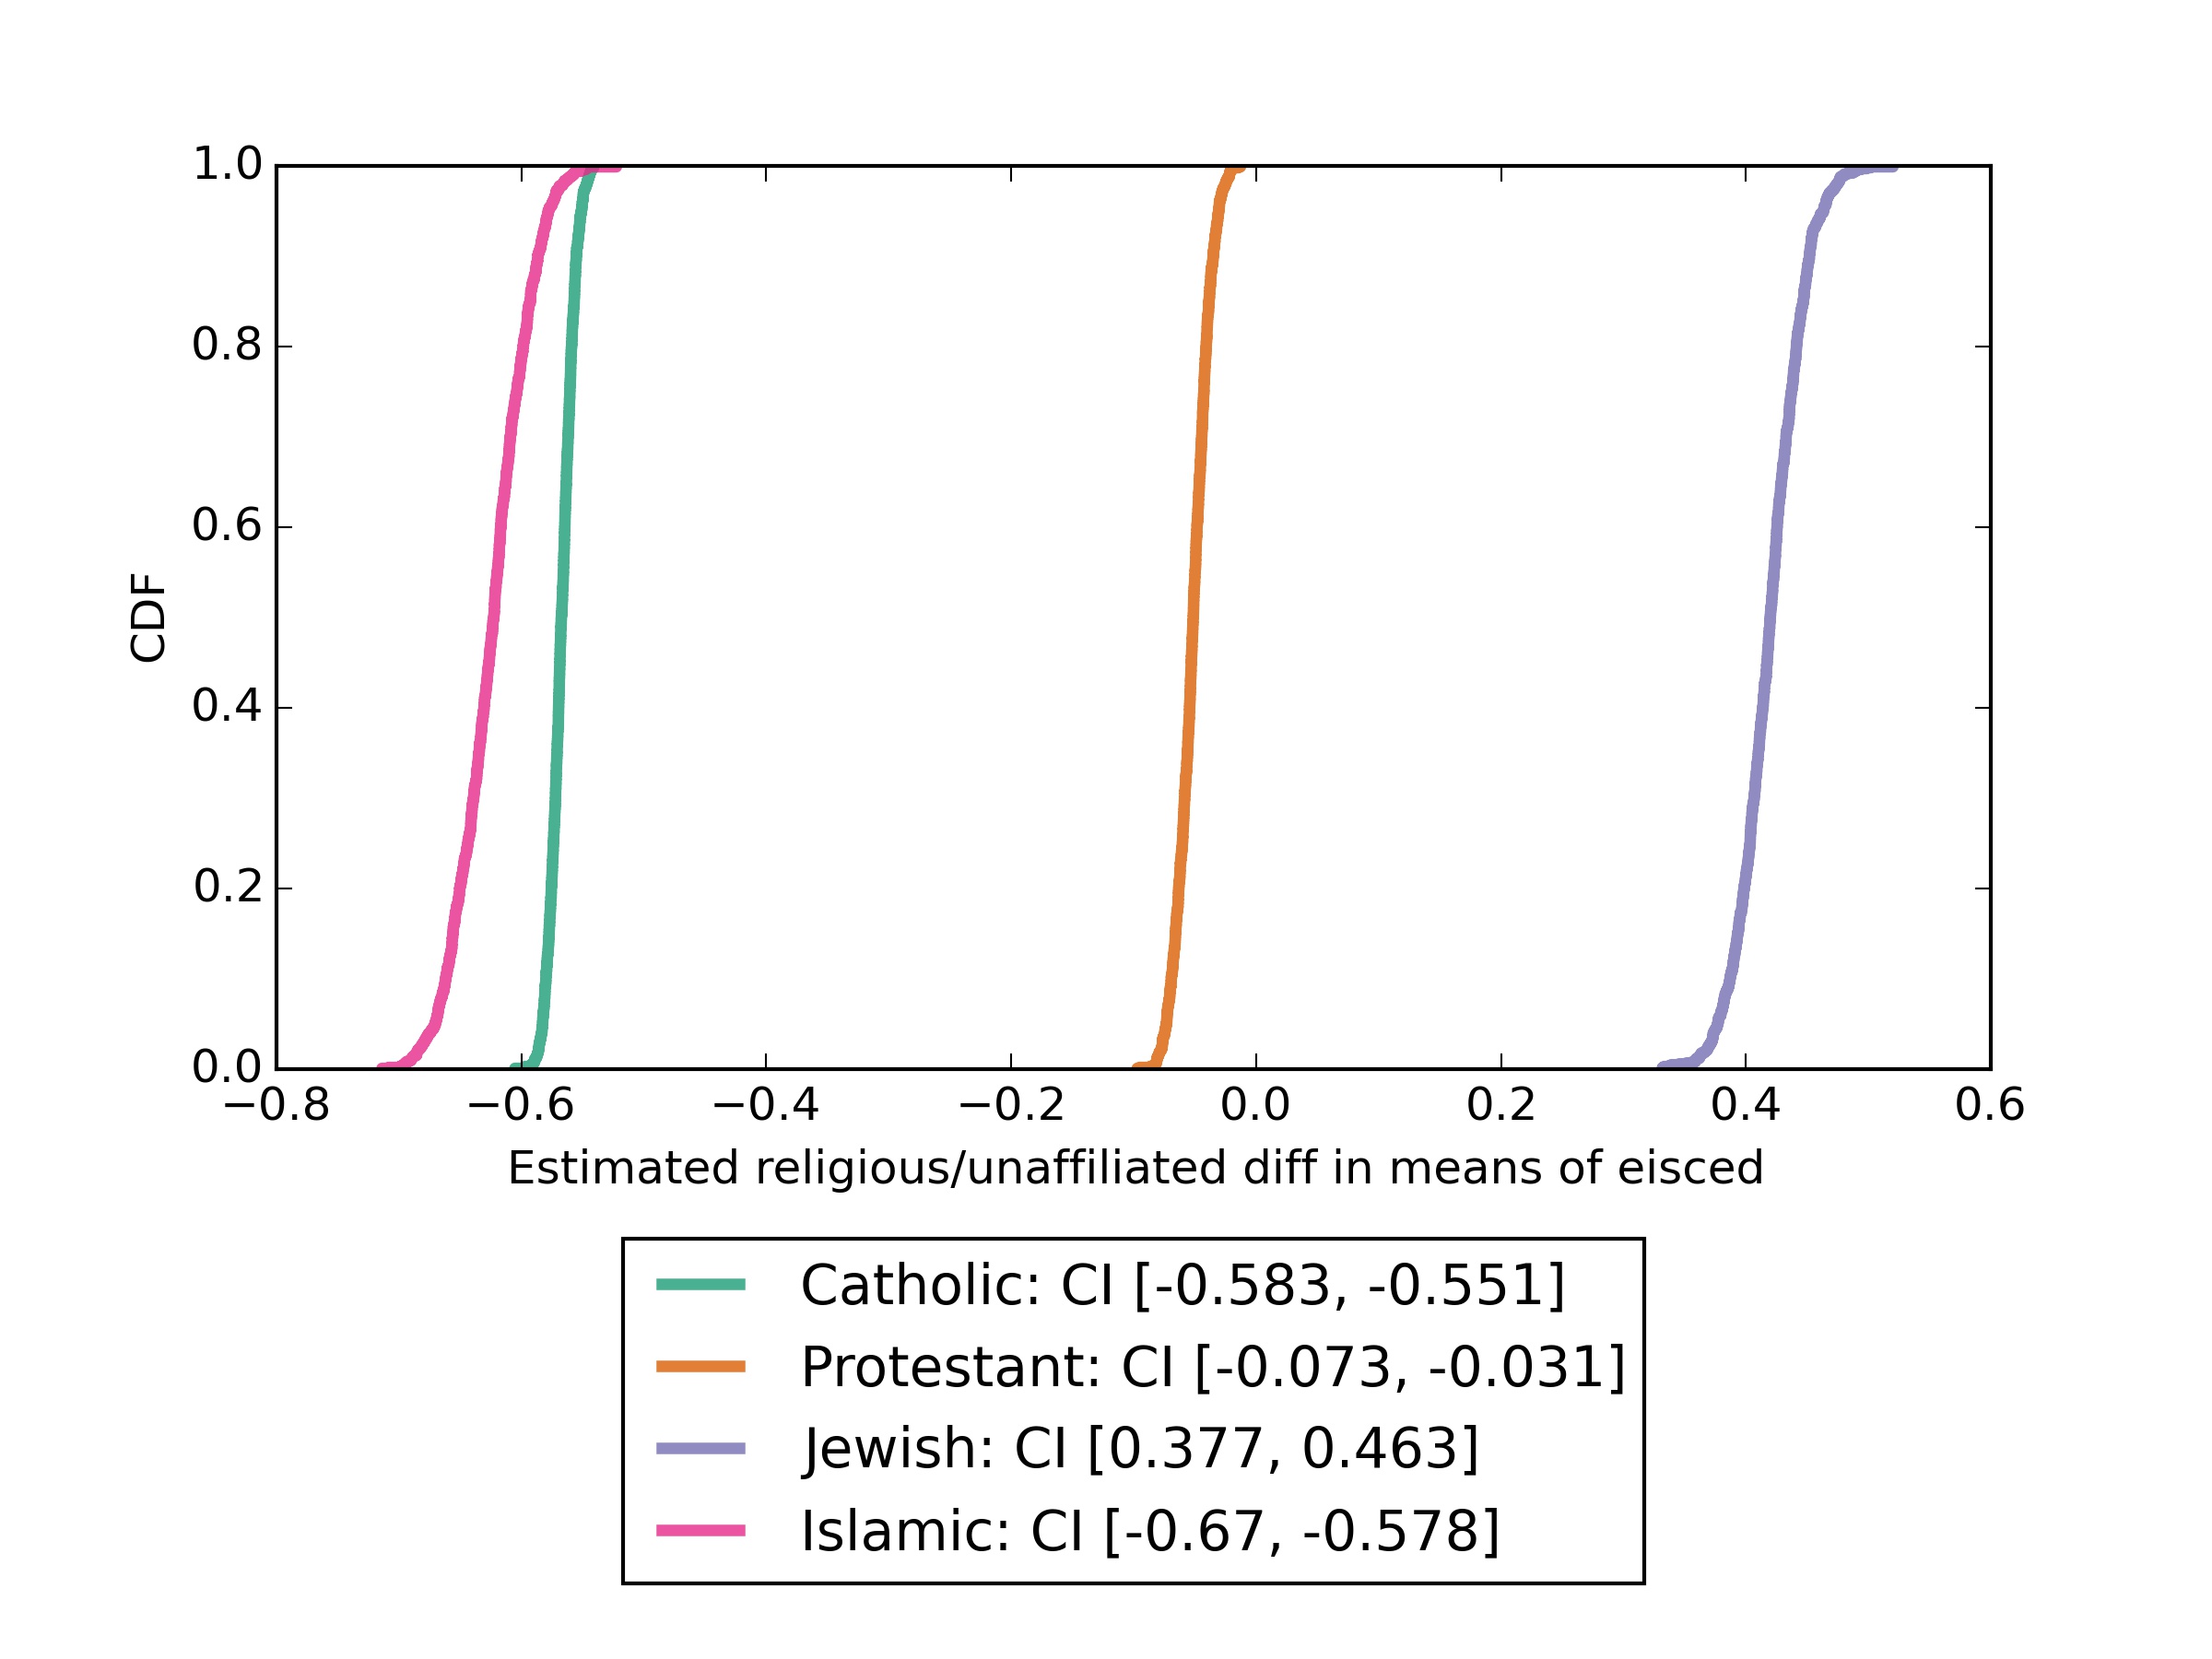 1.0
0.8
0.6
0.4
0.2
0.0
CDF
−0.8 −0.6 −0.4 −0.2 0.0 0.2 0.4 0.6
Estimated religious/unaffiliated diff in means of eisced
Catholic: CI [-0.583, -0.551]
Protestant: CI [-0.073, -0.031]
Jewish: CI [0.377, 0.463]
Islamic: CI [-0.67, -0.578]